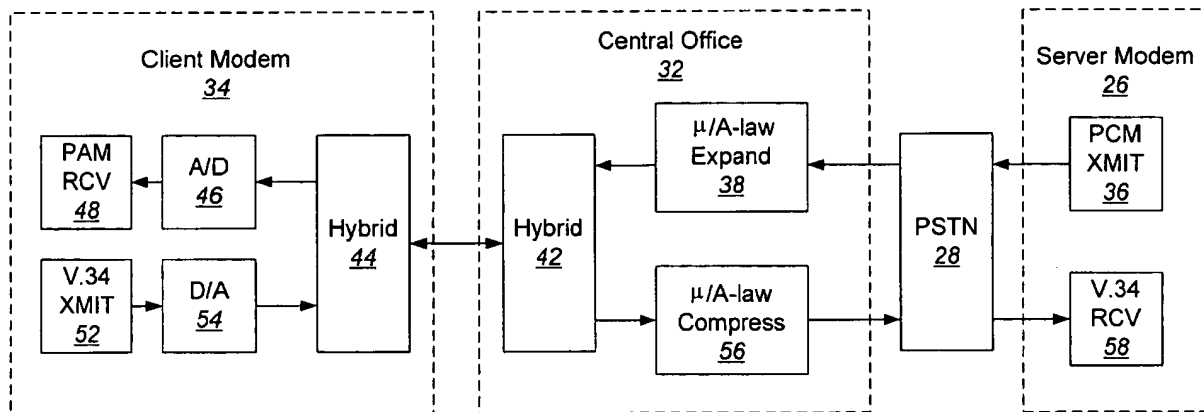 Client Modem
34
PAM
RCV
48
A/D
46
V.34
XMIT
52
D/A
54
Hybrid
44
Central Office
32
Hybrid
42
μ/A-law
Expand
38
μ/A-law
Compress
56
PSTN
28
Server Modem
26
PCM
XMIT
36
V.34
RCV
58